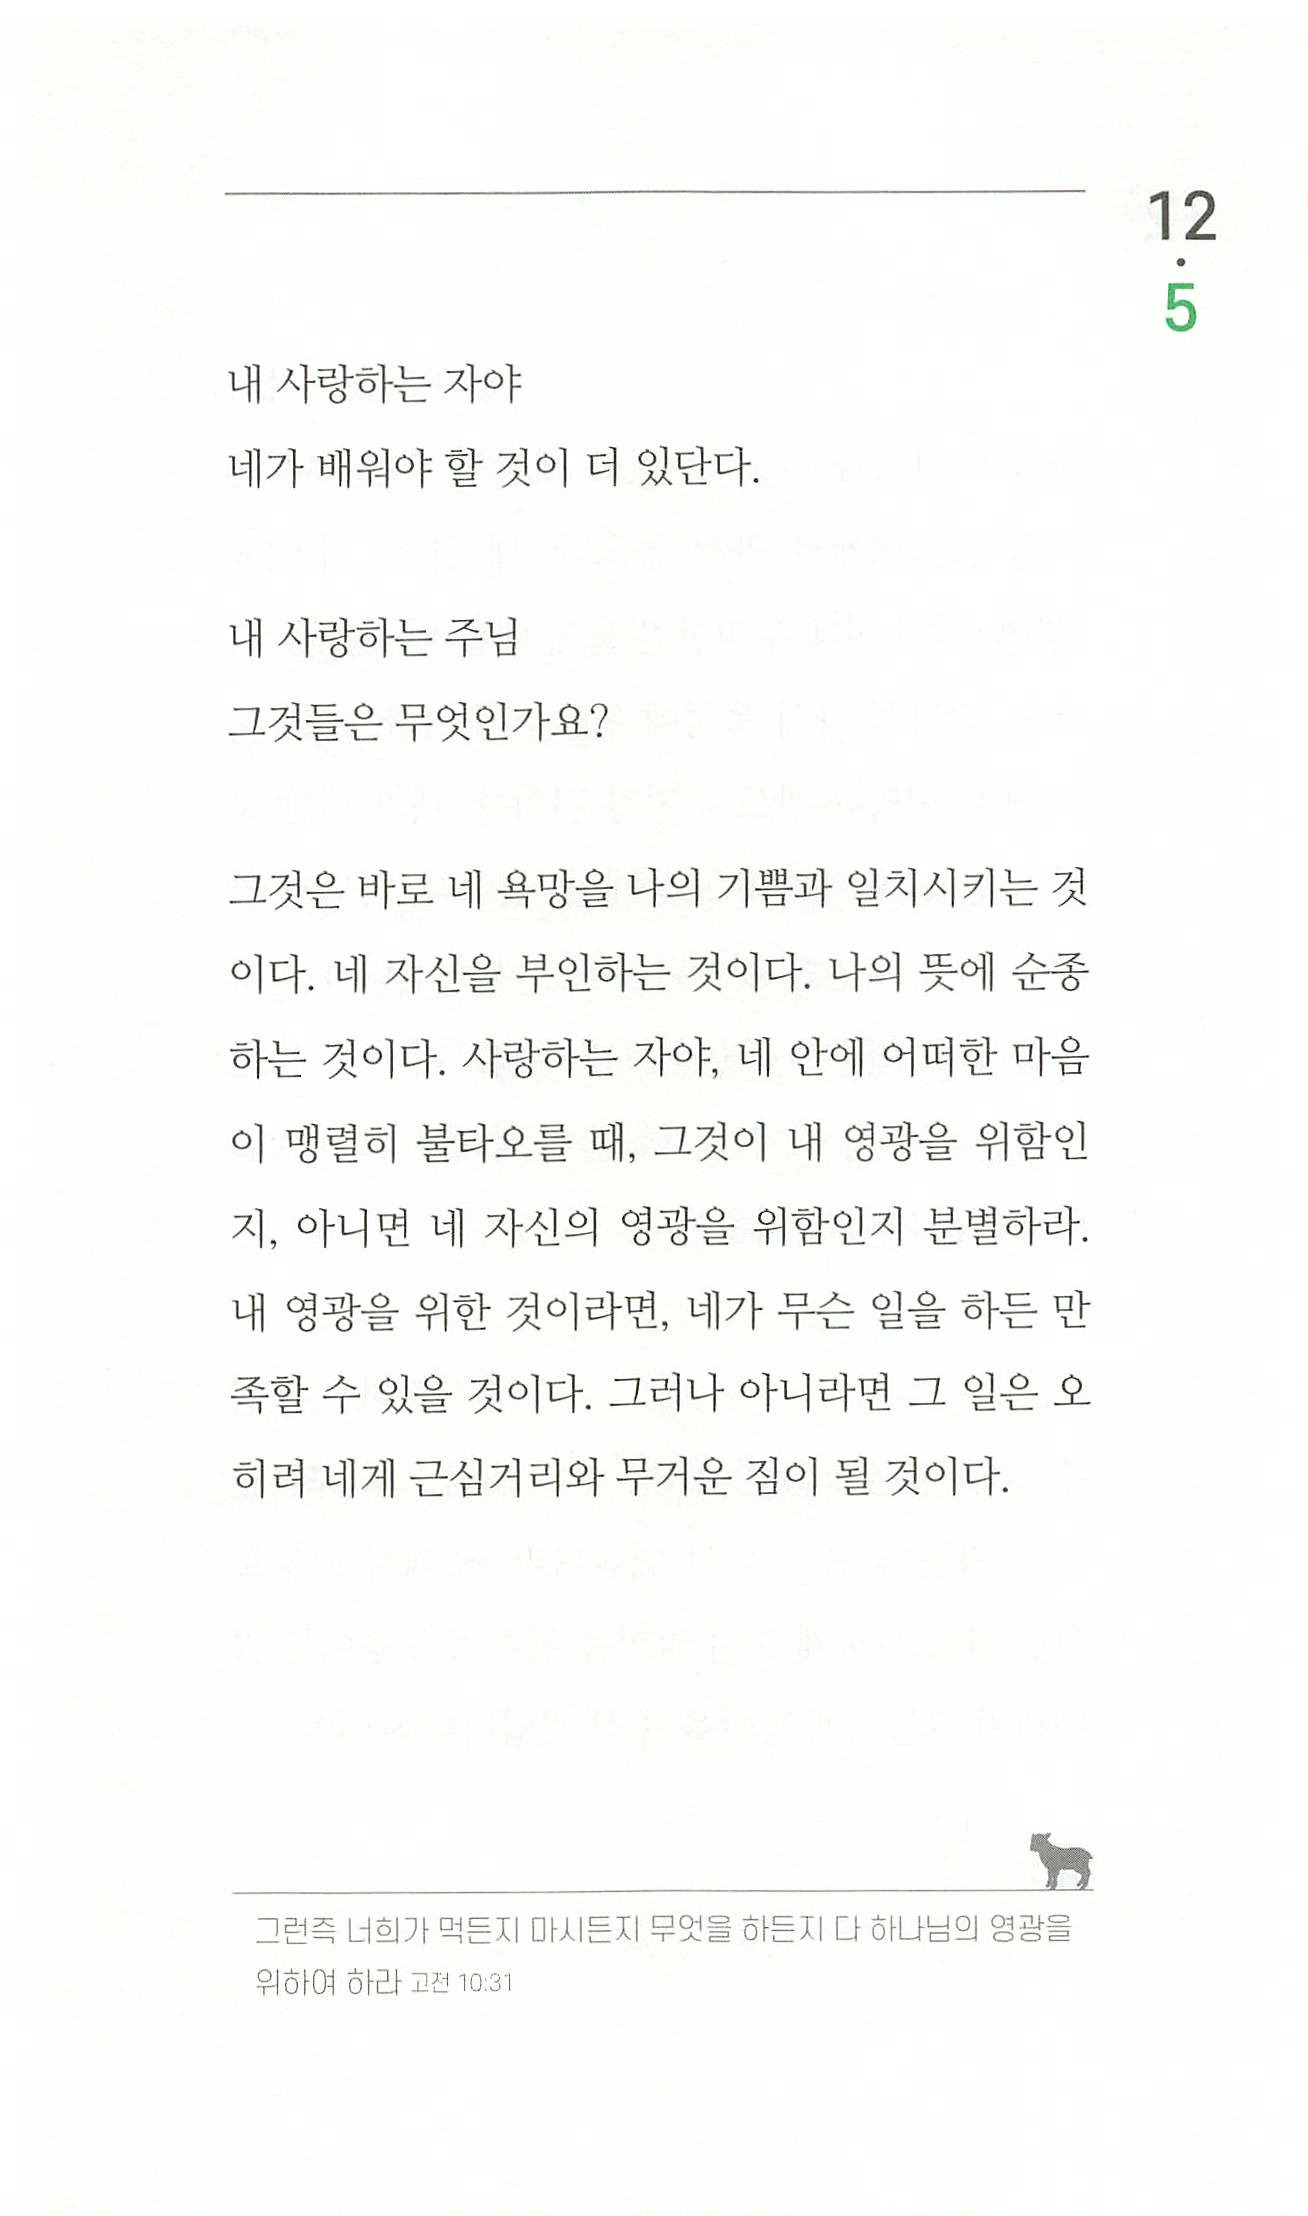 12
·
5
내 사랑하는 자야
네가 배워야 할 것이 더 있단다.
내 사랑하는 주님
그것들은 무엇인가요?
그것은 바로 네 욕망을 나의 기쁨과 일치시키는 것
이다. 네 자신을 부인하는 것이다. 나의 뜻에 순종
하는 것이다. 사랑하는 자야, 네 안에 어떠한 마음
이 맹렬히 불타오를 때, 그것이 내 영광을 위함인
지, 아니면 네 자신의 영광을 위함인지 분별하라.
내 영광을 위한 것이라면, 네가 무슨 일을 하든 만
족할 수 있을 것이다. 그러나 아니라면 그 일은 오
히려 네게 근심거리와 무거운 짐이 될 것이다.
그런즉 너희가 먹든지 마시든지 무엇을 하든지 다 하나님의 영광을
위하여 하라 고전 10:31